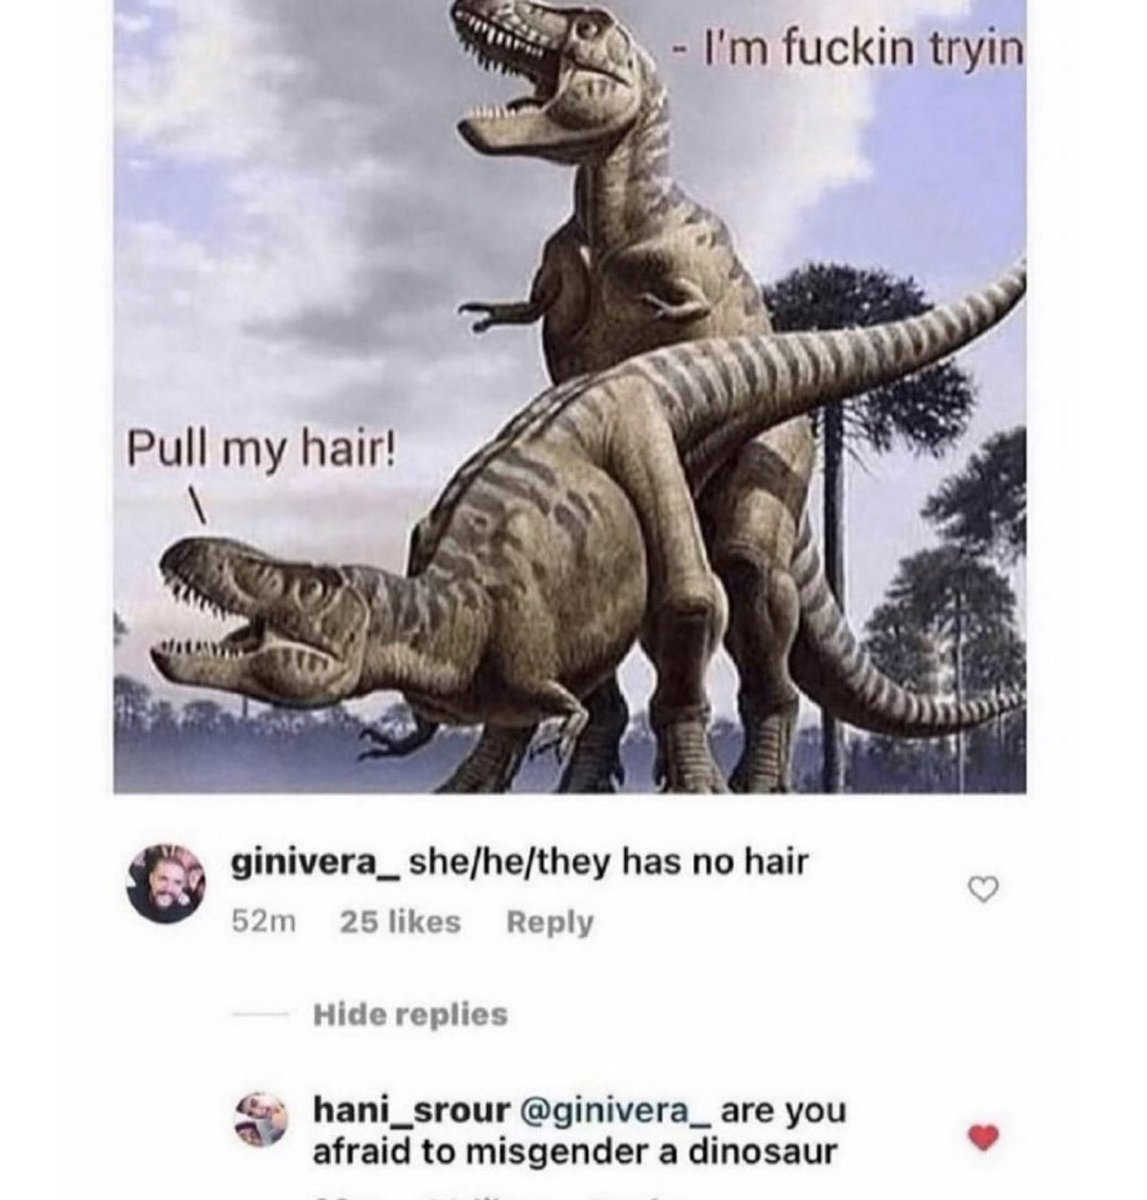 - I'm fuckin tryin
Pull my hair!
ginivera_ she/he/they has no hair
52m 25 likes Reply
Hide replies
hani_srour @ginivera_ are you
afraid to misgender a dinosaur